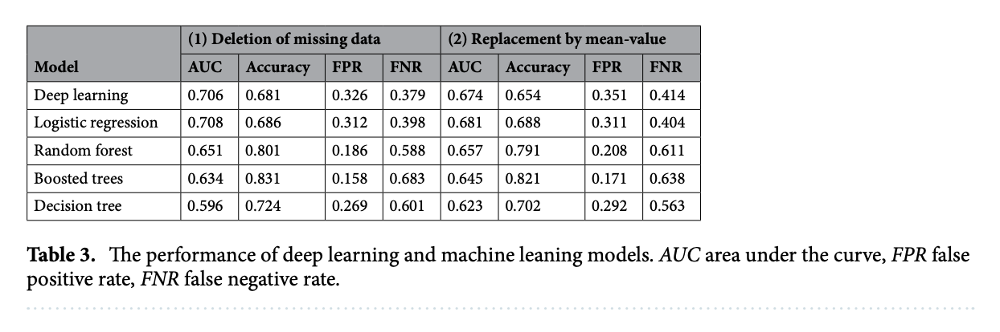 (1) Deletion of missing data (2) Replacement by mean-value
Model AUC Accuracy FPR FNR AUC Accuracy FPR FNR
Deep learning 0.706 0.681 0.326 0.379 0.674 0.654 0.351 0.414
Logistic regression 0.708 0.686 0.312 0.398 0.681 0.688 0.311 0.404
Random forest 0.651 0.801 0.186 0.588 0.657 0.791 0.208 0.611
Boosted trees 0.634 0.831 0.158 0.683 0.645 0.821 0.171 0.638
Decision tree 0.596 0.724 0.269 0.601 0.623 0.702 0.292 0.563
Table 3. The performance of deep learning and machine leaning models. AUC area under the curve, FPR false
positive rate, FNR false negative rate.